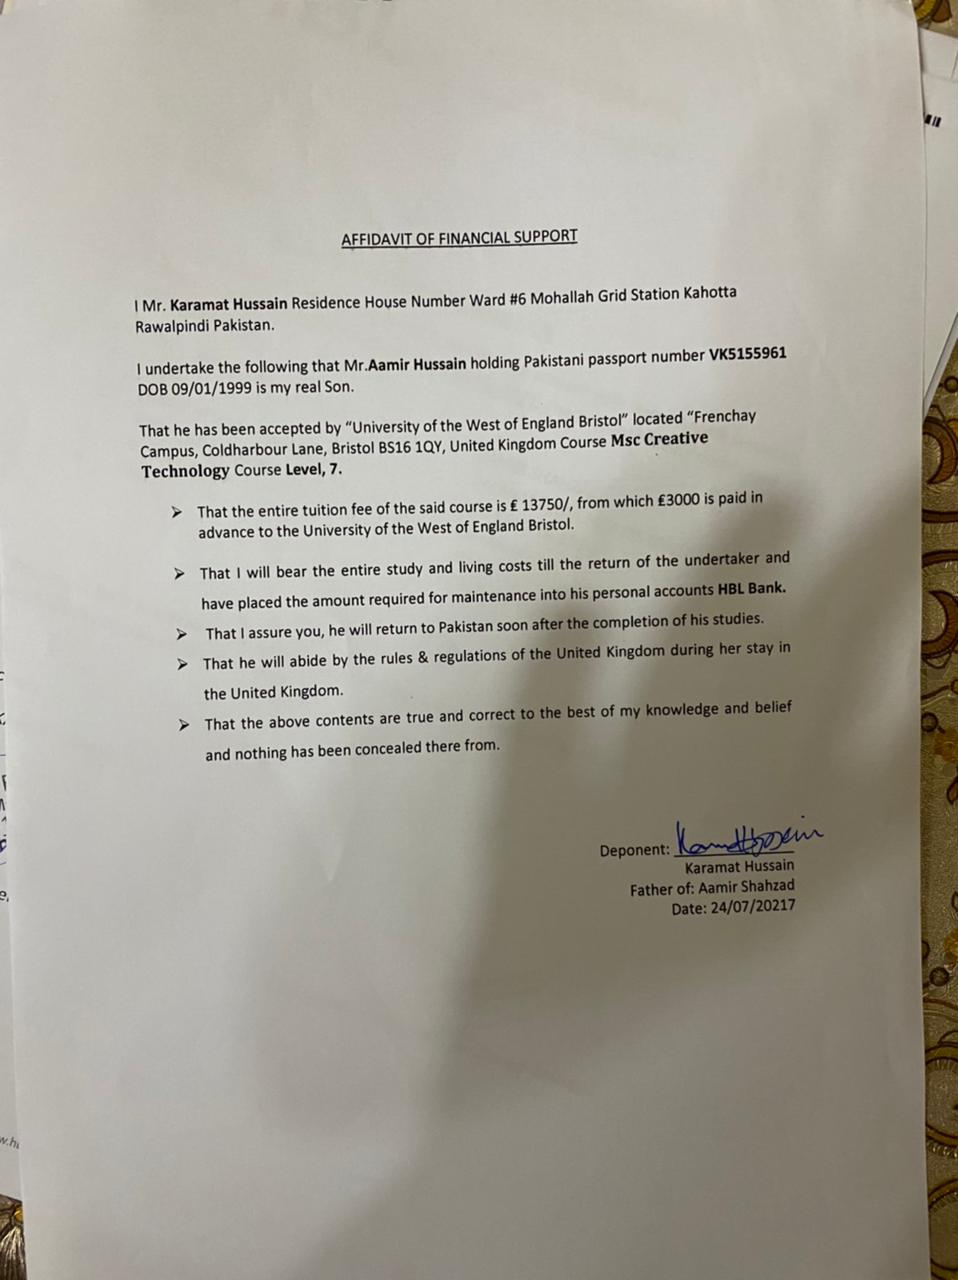 AFFIDAVIT OF FINANCIAL SUPPORT
I Mr. Karamat Hussain Residence House Number Ward #6 Mohallah Grid Station Kahotta
Rawalpindi Pakistan.
I undertake the following that Mr.Aamir Hussain holding Pakistani passport number VK5155961
DOB 09/01/1999 is my real Son.
That he has been accepted by “University of the West of England Bristol” located “Frenchay
Campus, Coldharbour Lane, Bristol BS16 1QY, United Kingdom Course Msc Creative
Technology Course Level, 7.
➢ That the entire tuition fee of the said course is £ 13750/, from which £3000 is paid in
advance to the University of the West of England Bristol.
➢ That I will bear the entire study and living costs till the return of the undertaker and
have placed the amount required for maintenance into his personal accounts HBL Bank.
➢ That I assure you, he will return to Pakistan soon after the completion of his studies.
➢ That he will abide by the rules & regulations of the United Kingdom during her stay in
the United Kingdom.
➢ That the above contents are true and correct to the best of my knowledge and belief
and nothing has been concealed there from.
Deponent: Karamat Hussain
Karamat Hussain
Father of: Aamir Shahzad
Date: 24/07/20217